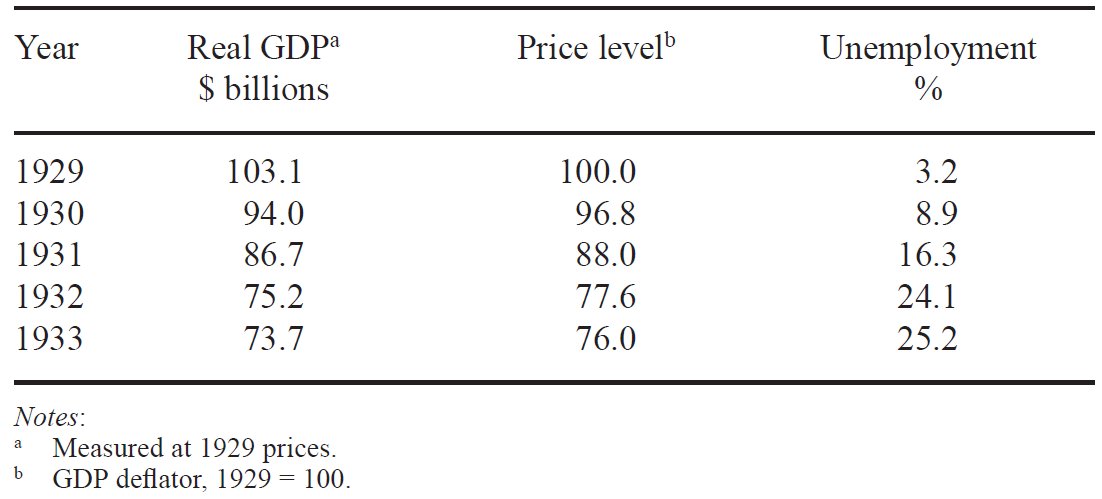 Year Real GDPa Price levelb Unemployment
$ billions %
1929 103.1 100.0 3.2
1930 94.0 96.8 8.9
1931 86.7 88.0 16.3
1932 75.2 77.6 24.1
1933 73.7 76.0 25.2
Notes:
a Measured at 1929 prices.
b GDP deflator, 1929 = 100.